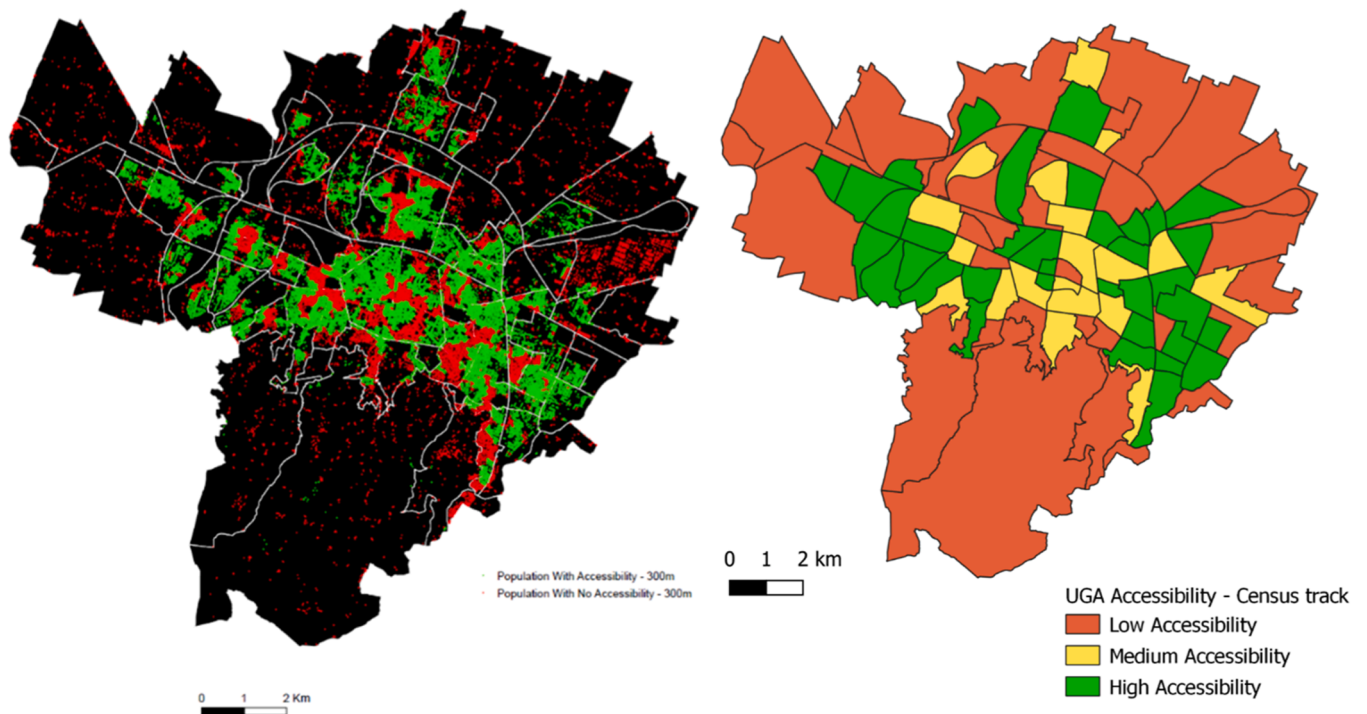 Population With Accessibility - 300m
Population With No Accessibility - 300m
0 1 2 Km
0 1 2 km
UGA Accessibility - Census track
Low Accessibility
Medium Accessibility
High Accessibility